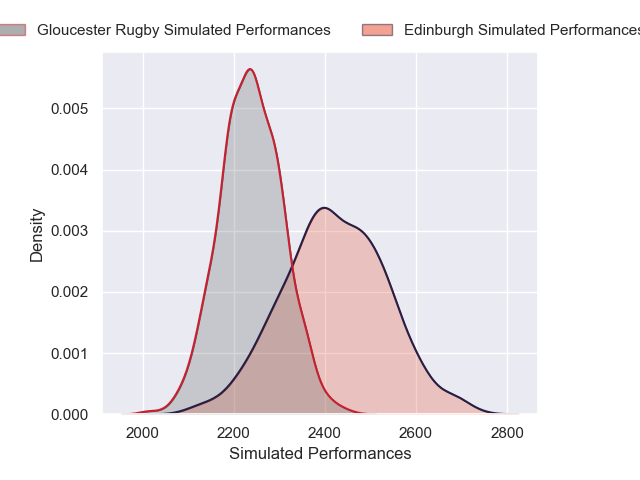 Gloucester Rugby Simulated Performances
Edinburgh Simulated Performances
Density
0.005
0.004
0.003
0.002
0.001
0.000
2000 2200 2400 2600 2800
Simulated Performances